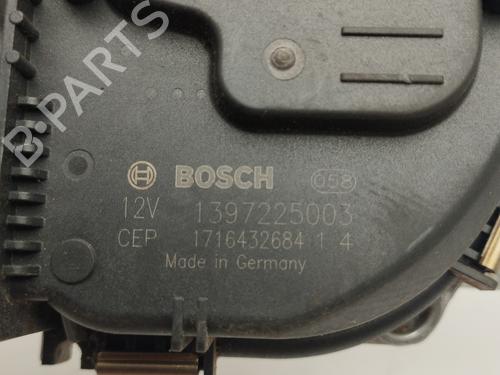 B-PARTS
BOSCH 058
12V 1397225003
CEP 1716432684 1 4
Made in Germany